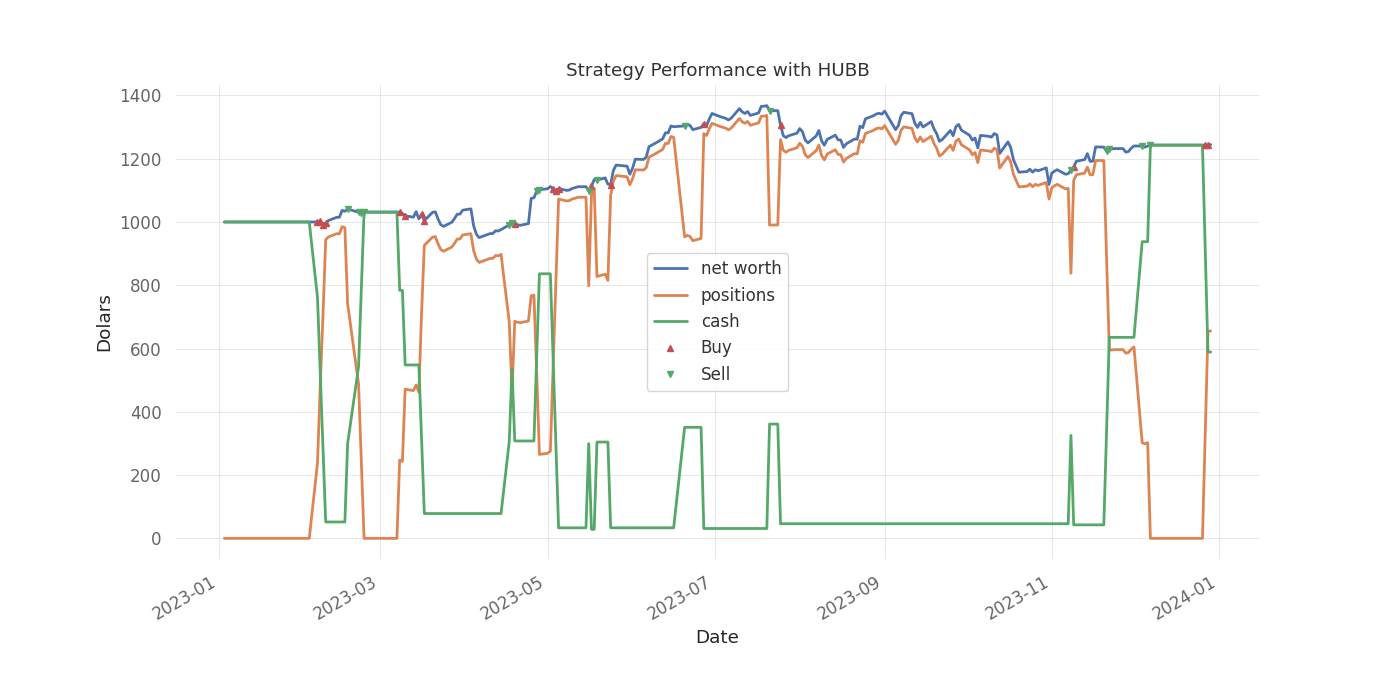 Strategy Performance with HUBB
Dolars
1400
1200
1000
800
600
400
200
0
net worth
positions
cash
Buy
Sell
2023-01
2023-03
2023-05
2023-07
2023-09
2023-11
2024-01
Date